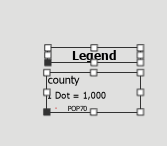 Legend
county
1 Dot = 1,000
POP70